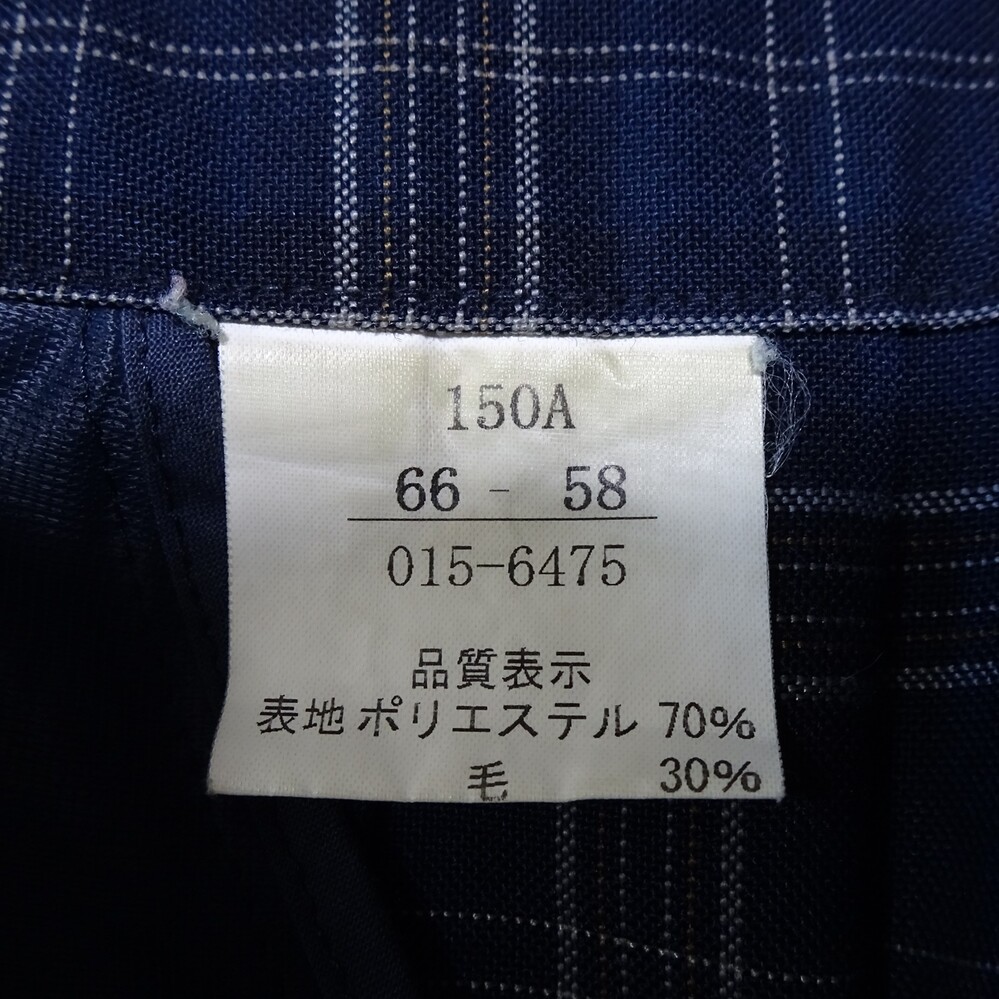 150A
66 - 58
015-6475
品質表示
表地 ポリエステル 70%
毛 30%